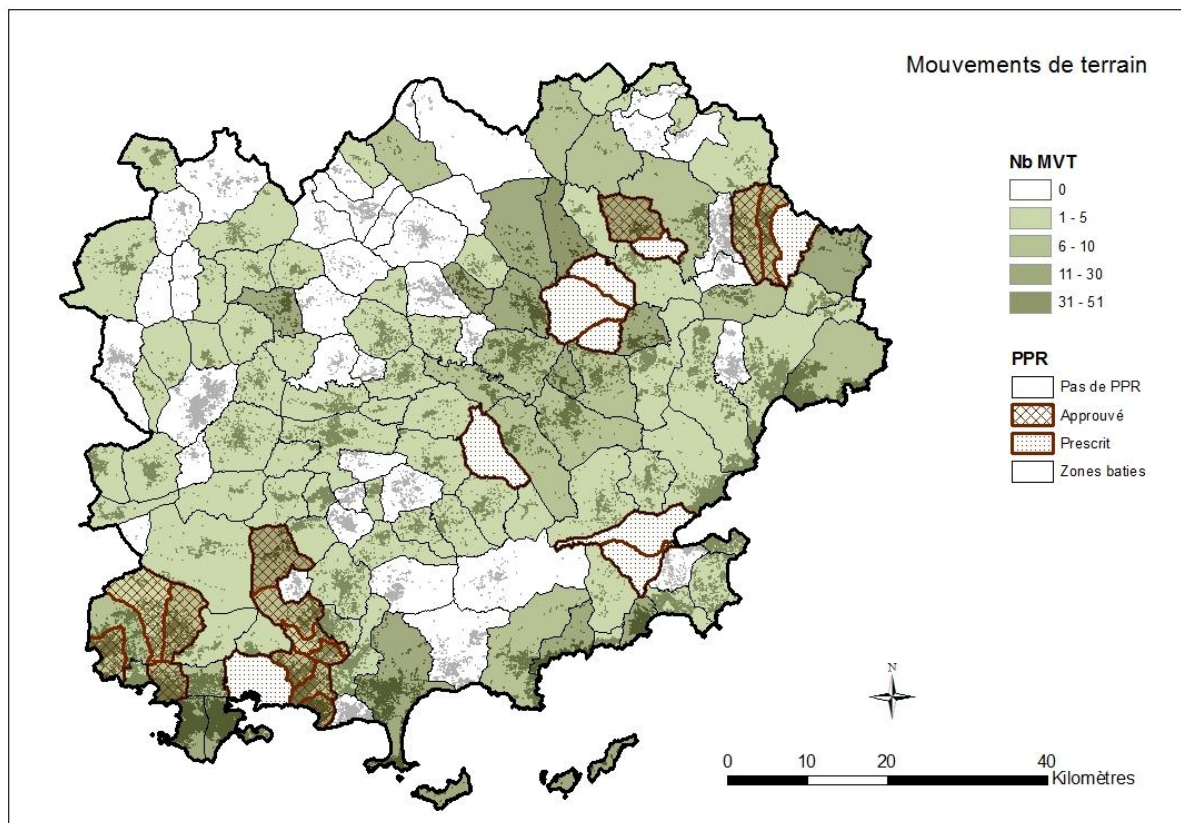 Mouvements de terrain
Nb MVT
0
1 - 5
6 - 10
11 - 30
31 - 51
PPR
Pas de PPR
Approuvé
Prescrit
Zones baties
N
0 10 20 40
Kilomètres